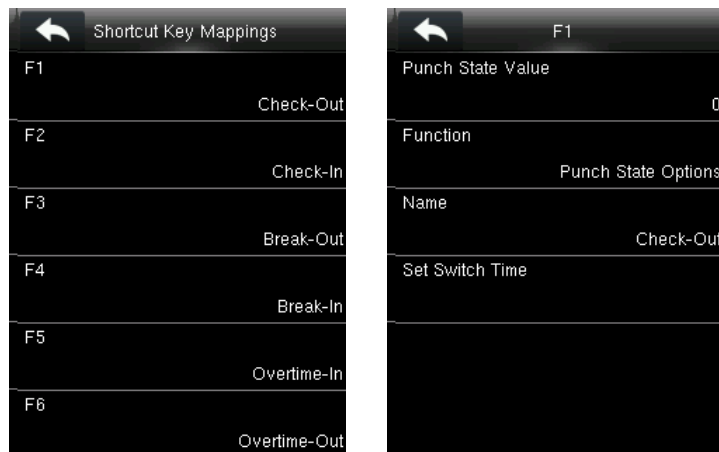 Shortcut Key Mappings
F1
Check-Out
F2
Check-In
F3
Break-Out
F4
Break-In
F5
Overtime-In
F6
Overtime-Out
F1
Punch State Value
0
Function
Punch State Options
Name
Check-Out
Set Switch Time